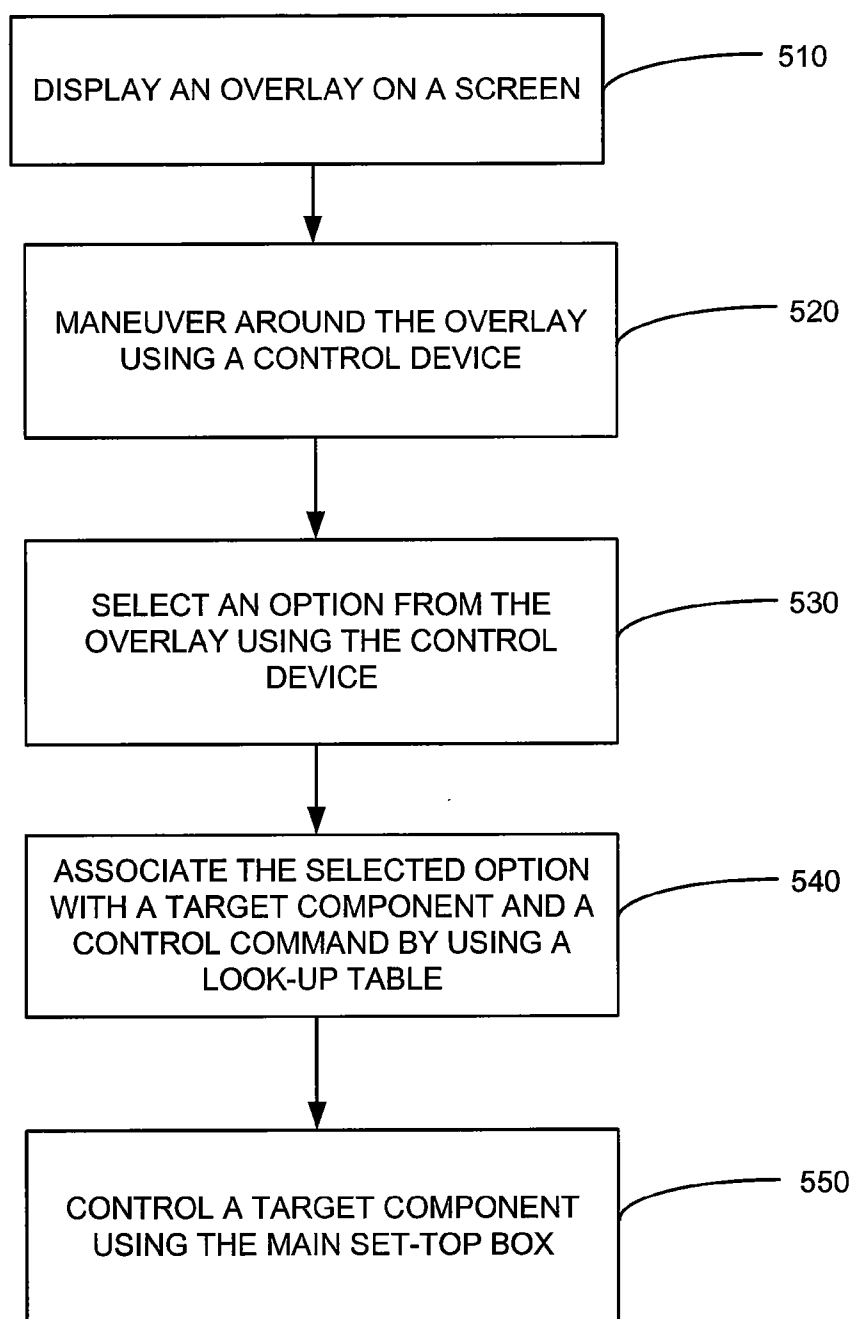 DISPLAY AN OVERLAY ON A SCREEN
510
MANEUVER AROUND THE OVERLAY
USING A CONTROL DEVICE
520
SELECT AN OPTION FROM THE
OVERLAY USING THE CONTROL
DEVICE
530
ASSOCIATE THE SELECTED OPTION
WITH A TARGET COMPONENT AND A
CONTROL COMMAND BY USING A
LOOK-UP TABLE
540
CONTROL A TARGET COMPONENT
USING THE MAIN SET-TOP BOX
550